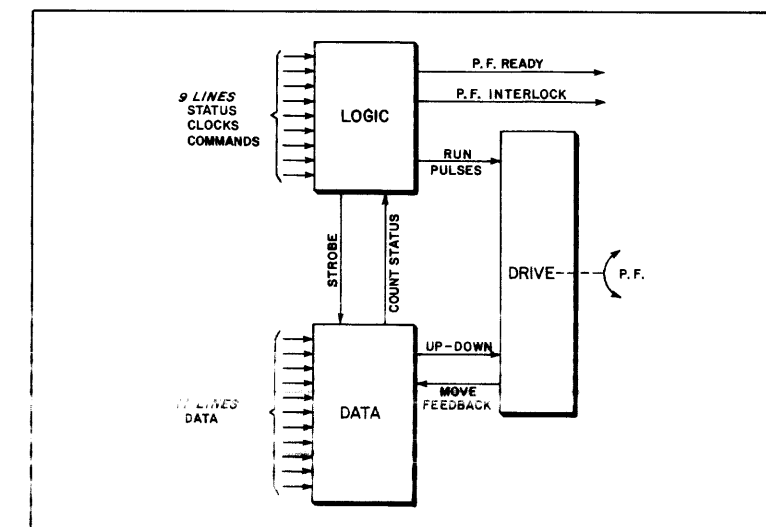 P.F. READY
P.F. INTERLOCK
9 LINES
STATUS
CLOCKS
COMMANDS
LOGIC
RUN
PULSES
STROBE
COUNT STATUS
DRIVE
P.F.
UP-DOWN
MOVE
FEEDBACK
11 LINES
DATA
DATA